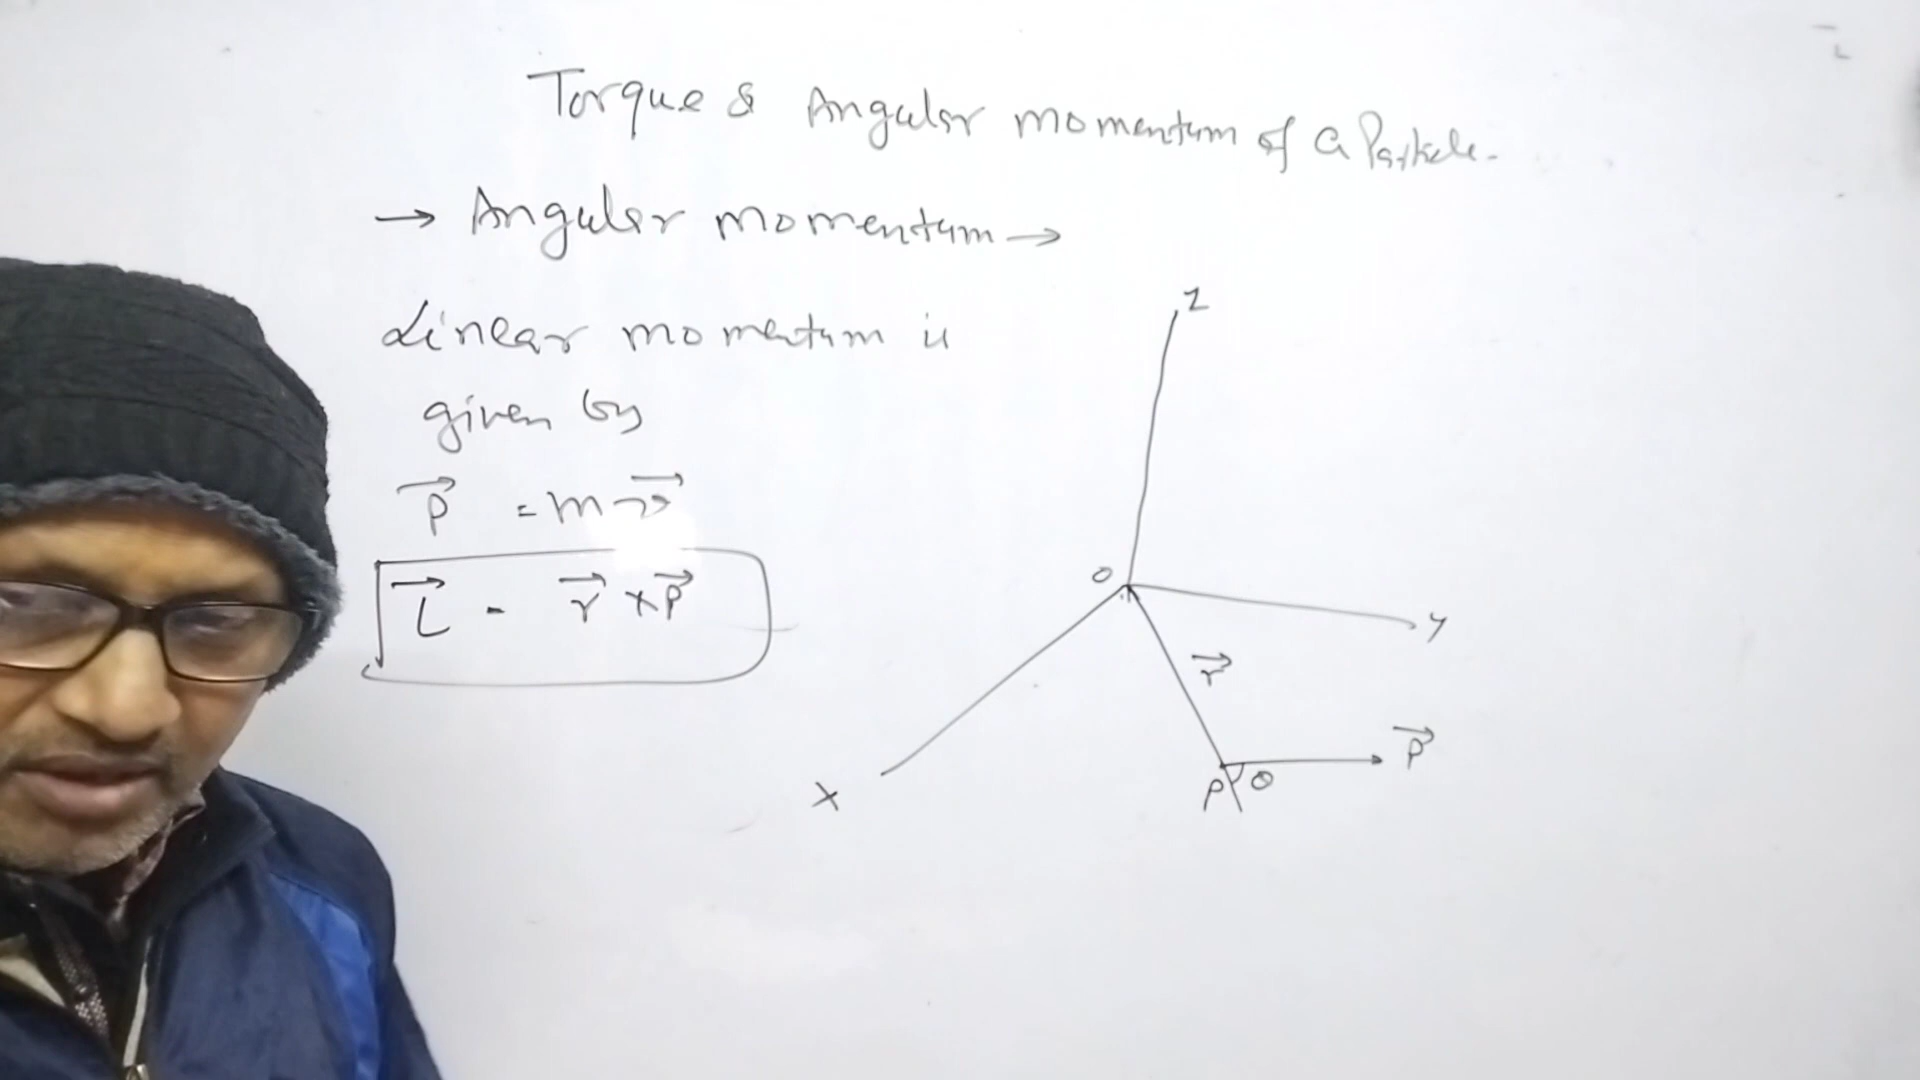 Torque & Angular momentum of a Particle.
→ Angular momentum →
Linear momentum is
given by
P⃗ = mv⃗
L⃗ = r⃗ × P⃗
Z
O
Y
r⃗
P⃗
P θ
X